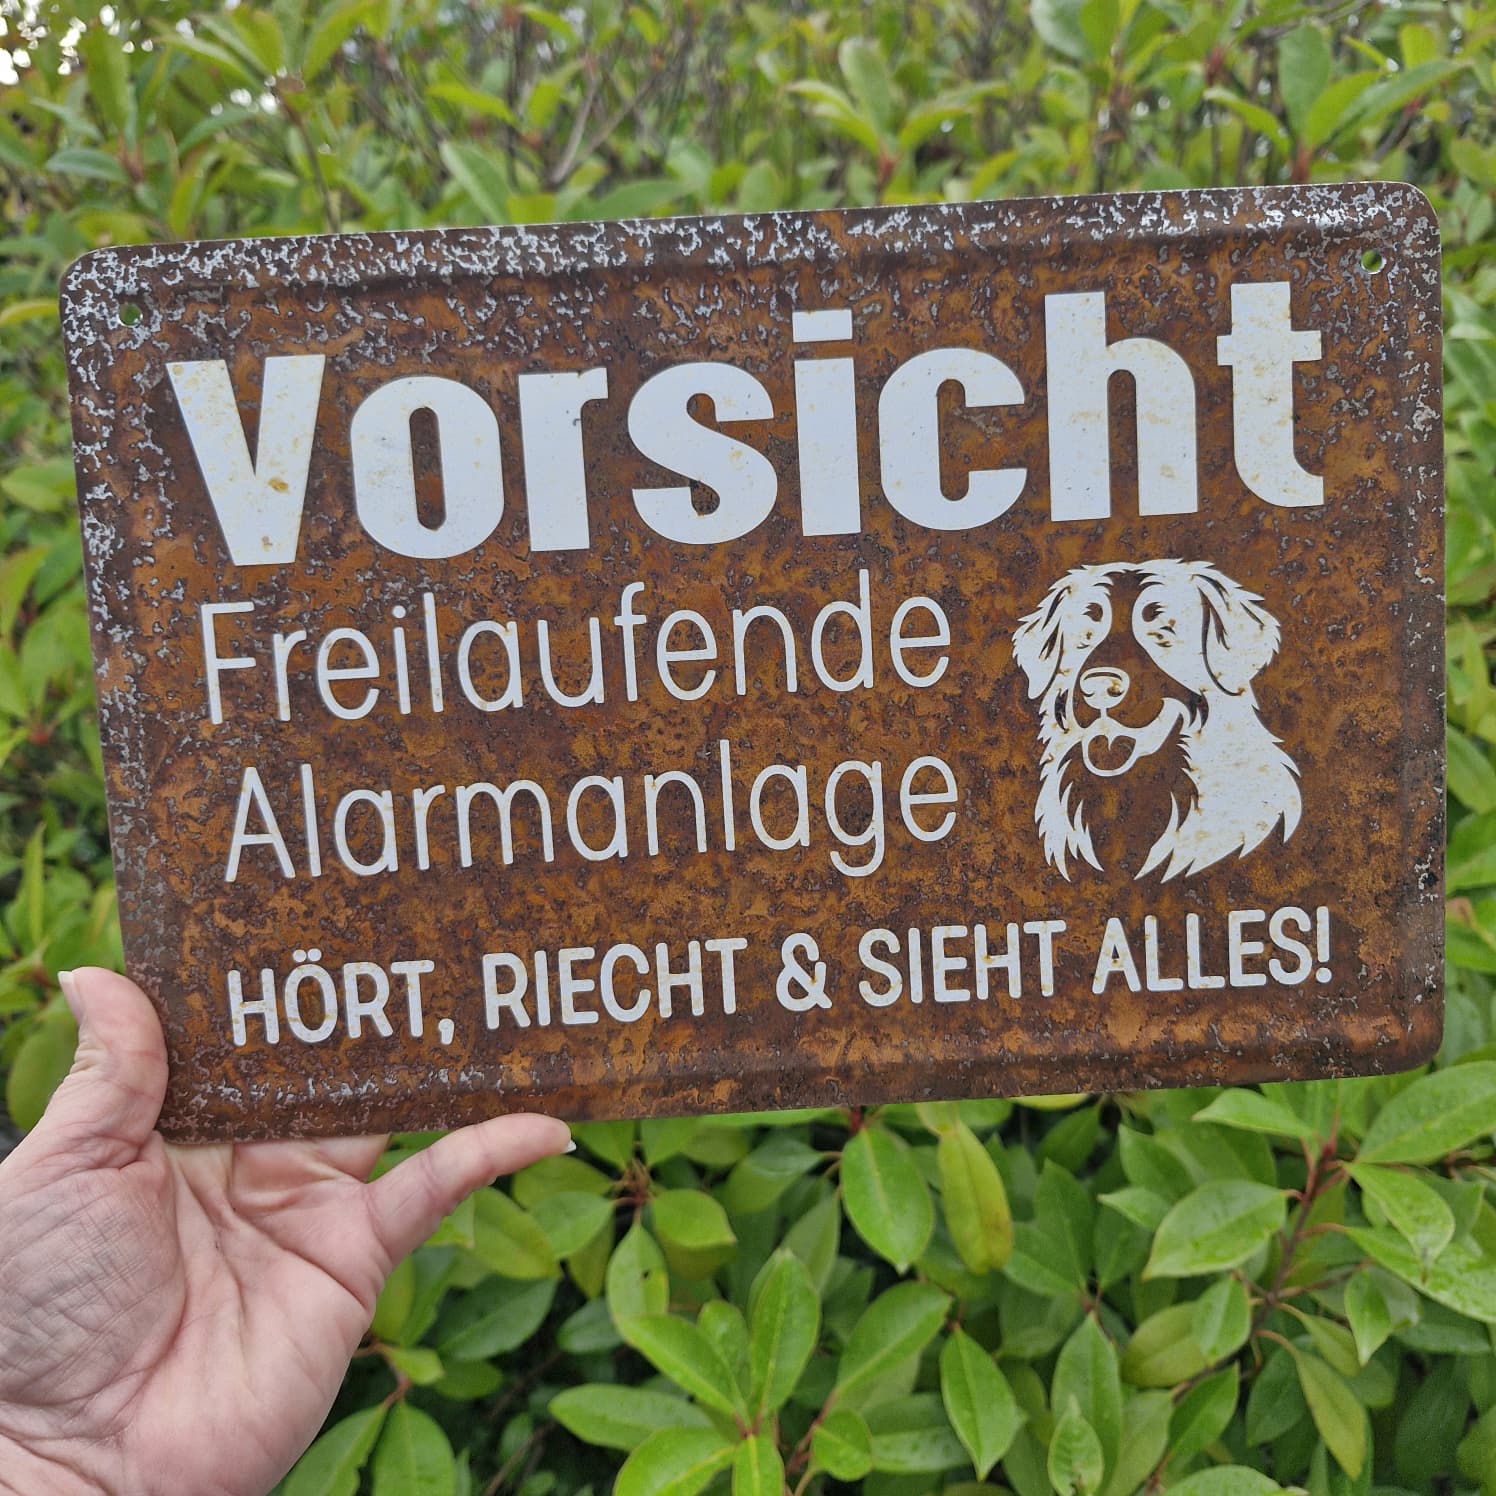 Vorsicht
Freilaufende
Alarmanlage
HÖRT, RIECHT & SIEHT ALLES!